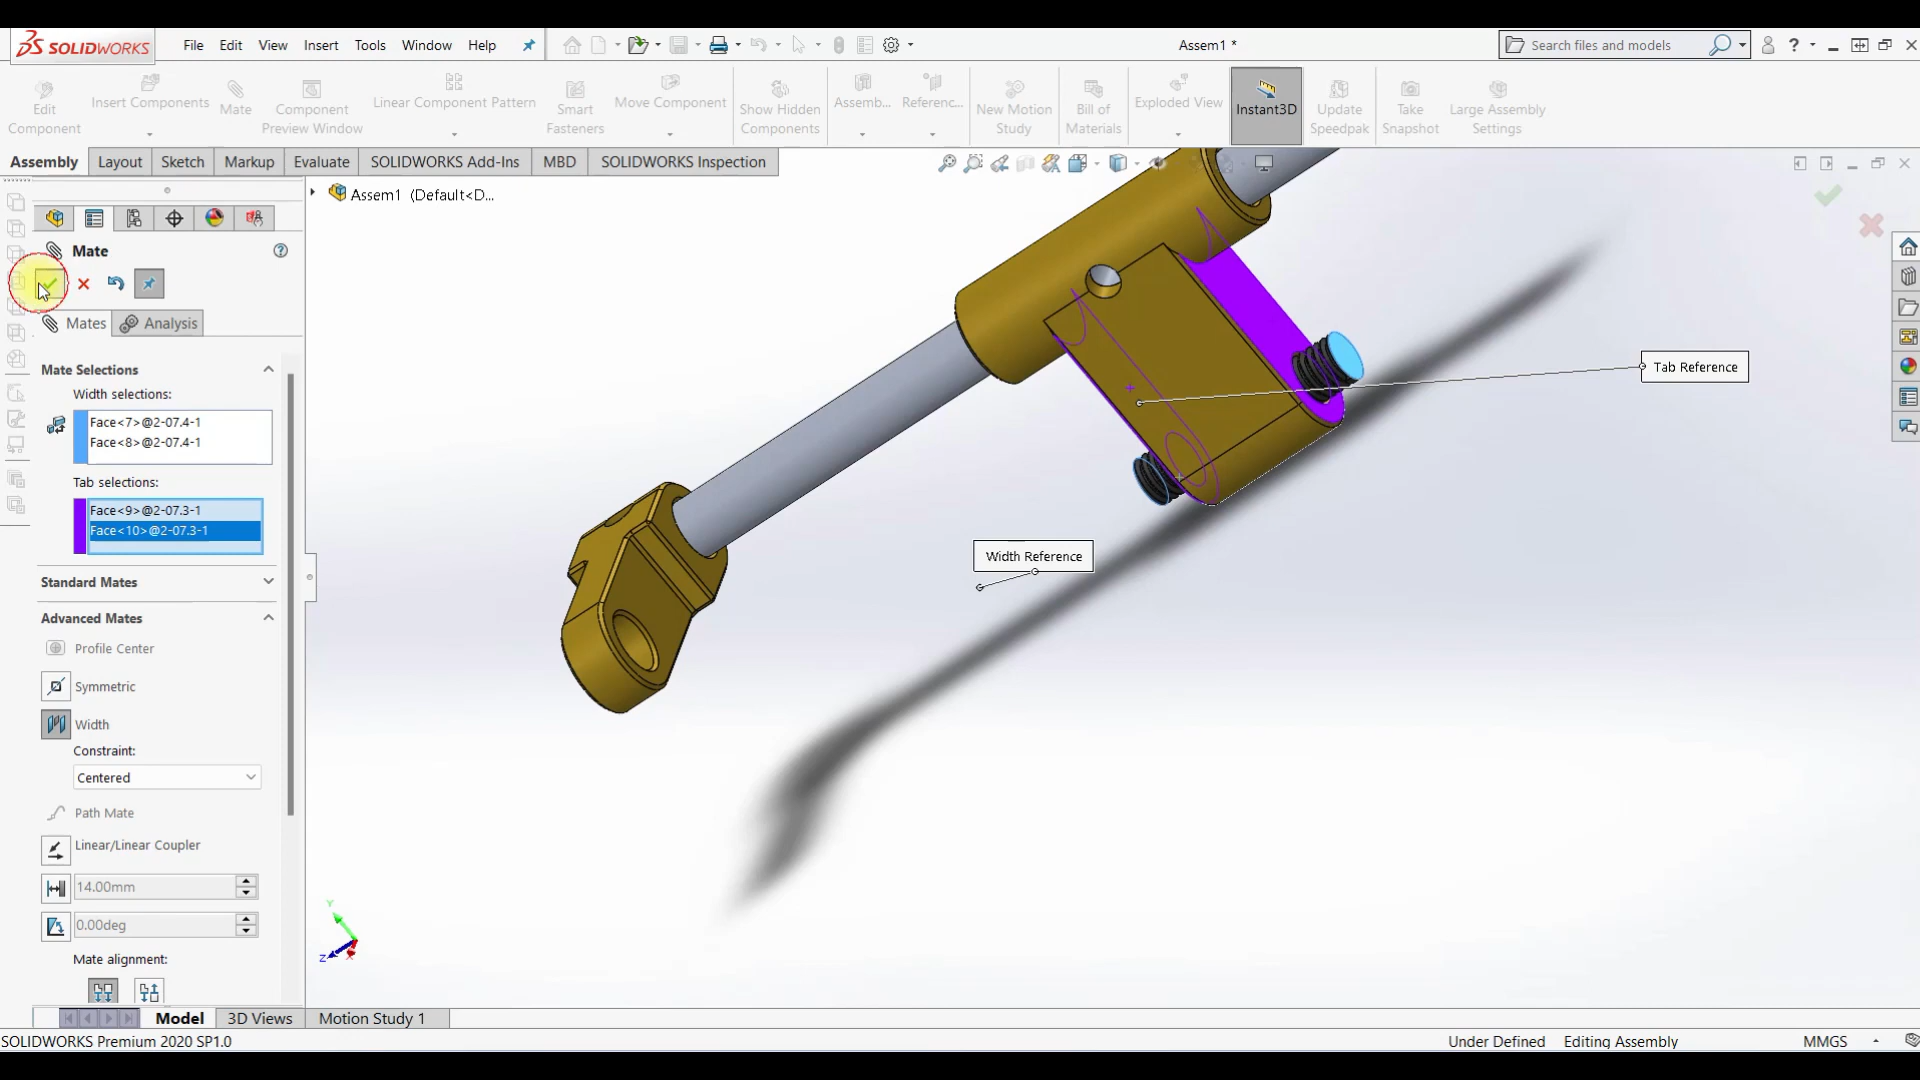 SOLIDWORKS File Edit View Insert Tools Window Help Assem1 * Search files and models ?
Edit Component
Insert Components
Mate
Component Preview Window
Linear Component Pattern
Smart Fasteners
Move Component
Show Hidden Components
Assemb...
Referenc...
New Motion Study
Bill of Materials
Exploded View
Instant3D
Update Speedpak
Take Snapshot
Large Assembly Settings
Assembly Layout Sketch Markup Evaluate SOLIDWORKS Add-Ins MBD SOLIDWORKS Inspection
Assem1 (Default<D...
Mate
Mates Analysis
Mate Selections
Width selections:
Face<7>@2-07.4-1
Face<8>@2-07.4-1
Tab selections:
Face<9>@2-07.3-1
Face<10>@2-07.3-1
Standard Mates
Advanced Mates
Profile Center
Symmetric
Width
Constraint:
Centered
Path Mate
Linear/Linear Coupler
14.00mm
0.00deg
Mate alignment:
Tab Reference
Width Reference
Y
Z
X
Model 3D Views Motion Study 1
SOLIDWORKS Premium 2020 SP1.0 Under Defined Editing Assembly MMGS